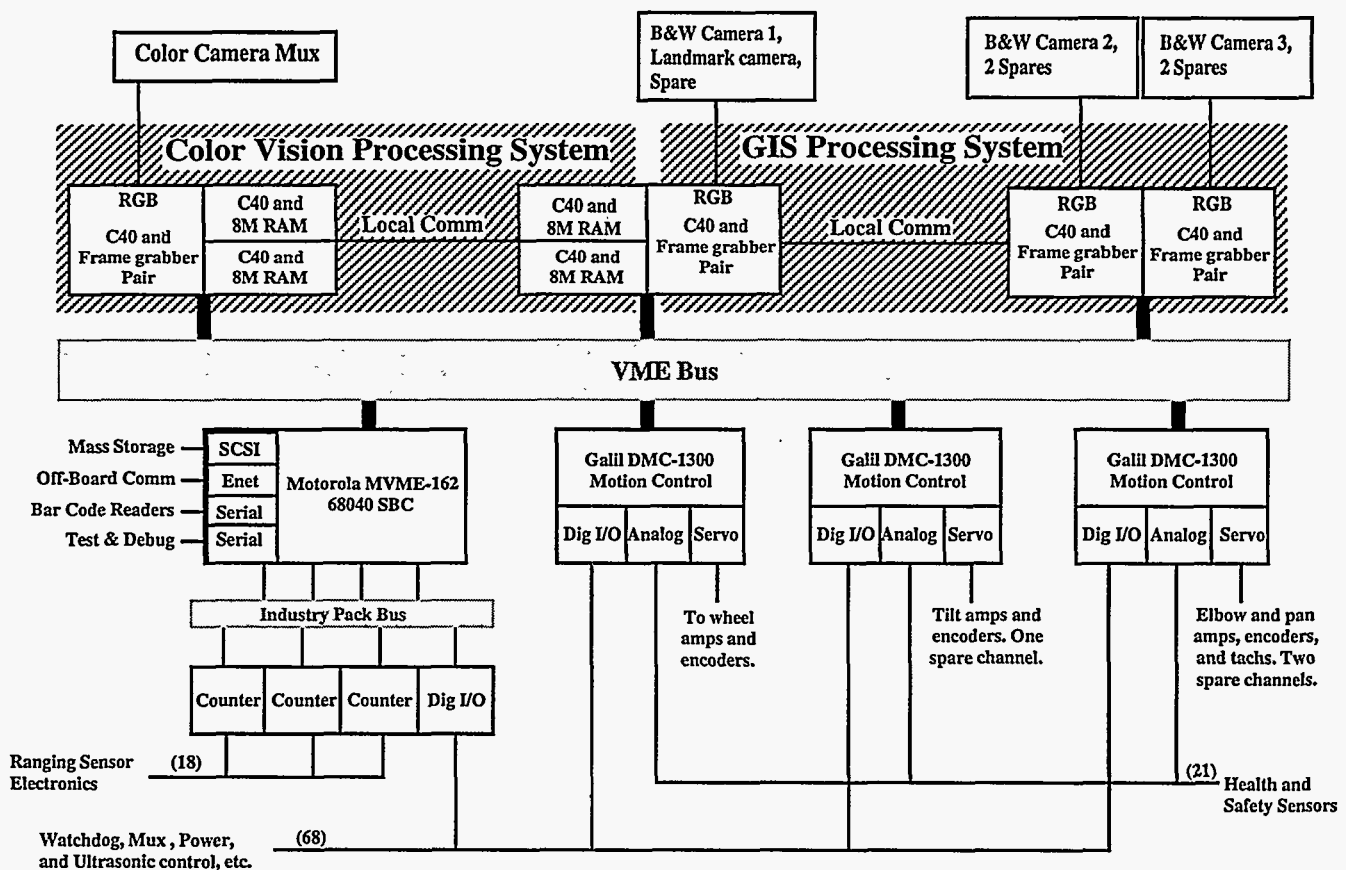 Color Camera Mux
B&W Camera 1,
Landmark camera,
Spare
B&W Camera 2,
2 Spares
B&W Camera 3,
2 Spares
Color Vision Processing System
GIS Processing System
RGB
C40 and
Frame grabber
Pair
C40 and
8M RAM
C40 and
8M RAM
Local Comm
C40 and
8M RAM
C40 and
8M RAM
RGB
C40 and
Frame grabber
Pair
Local Comm
RGB
C40 and
Frame grabber
Pair
RGB
C40 and
Frame grabber
Pair
VME Bus
Mass Storage
Off-Board Comm
Bar Code Readers
Test & Debug
SCSI
Enet
Serial
Serial
Motorola MVME-162
68040 SBC
Galil DMC-1300
Motion Control
Dig I/O
Analog
Servo
Galil DMC-1300
Motion Control
Dig I/O
Analog
Servo
Galil DMC-1300
Motion Control
Dig I/O
Analog
Servo
Industry Pack Bus
To wheel
amps and
encoders.
Tilt amps and
encoders. One
spare channel.
Elbow and pan
amps, encoders,
and tachs. Two
spare channels.
Counter
Counter
Counter
Dig I/O
Ranging Sensor
Electronics
(18)
(21)
Health and
Safety Sensors
Watchdog, Mux , Power,
and Ultrasonic control, etc.
(68)